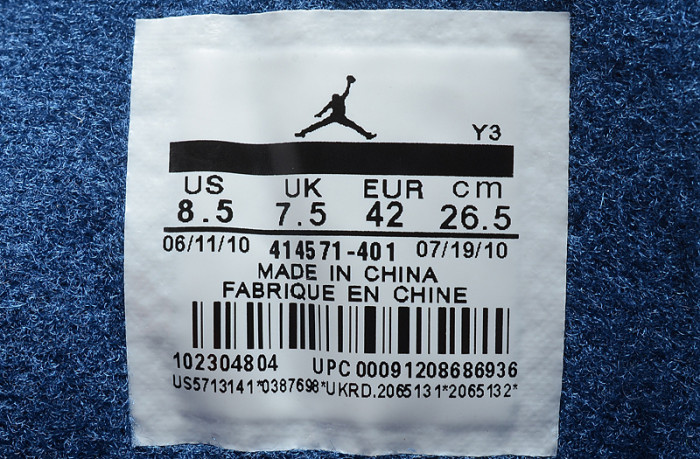 Y3
US UK EUR cm
8.5 7.5 42 26.5
06/11/10 414571-401 07/19/10
MADE IN CHINA
FABRIQUE EN CHINE
102304804 UPC 00091208686936
US5713141*0387698*UKRD.2065131*2065132*